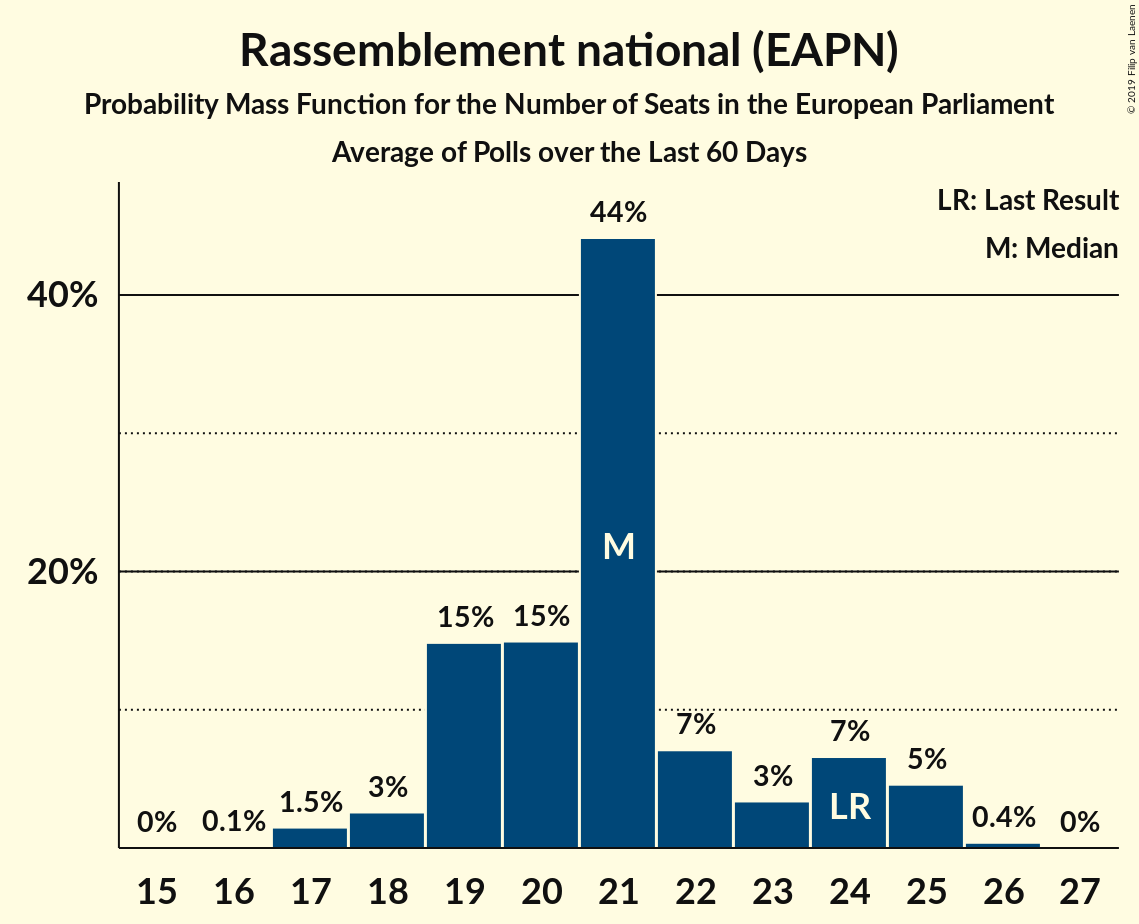 Rassemblement national (EAPN)
Probability Mass Function for the Number of Seats in the European Parliament
Average of Polls over the Last 60 Days
© 2019 Filip van Laenen
LR: Last Result
M: Median
40%
20%
0%
0.1%
1.5%
3%
15%
15%
44%
7%
3%
7%
5%
0.4%
0%
M
LR
15 16 17 18 19 20 21 22 23 24 25 26 27